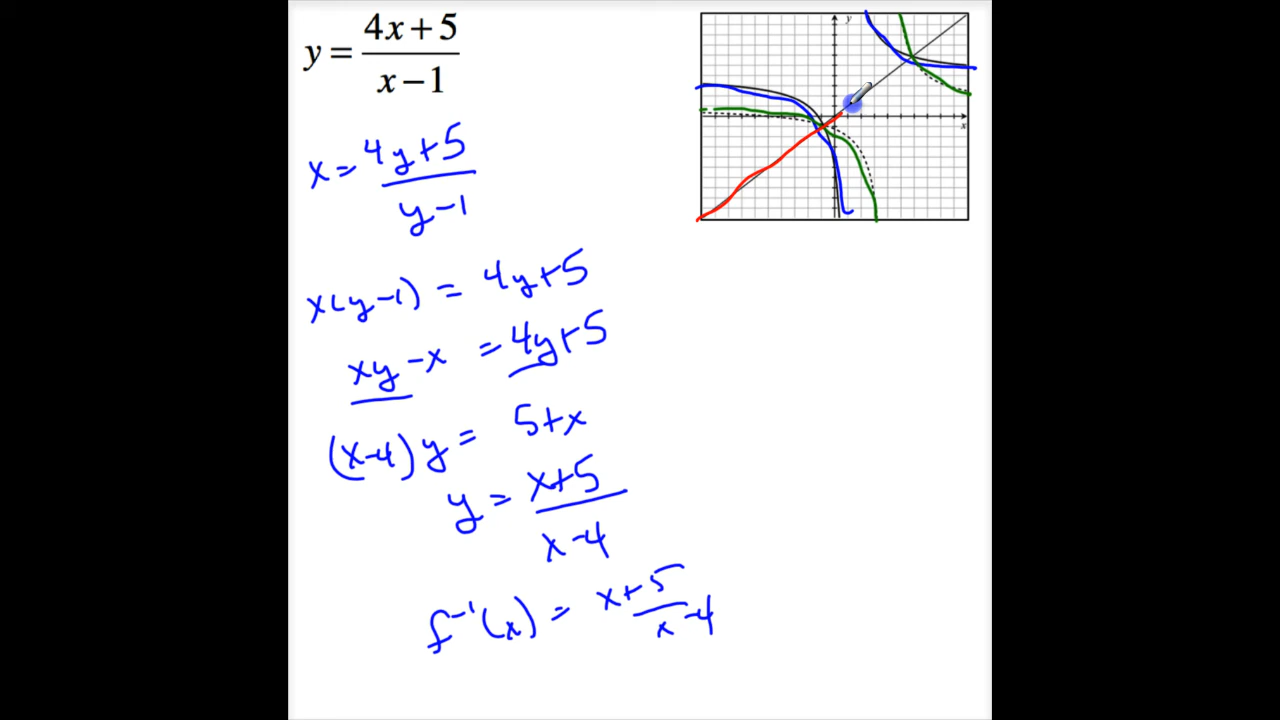 y = (4x+5)/(x−1)
x = (4y+5)/(y−1)
x(y−1) = 4y+5
xy −x = 4y+5
(x−4)y = 5+x
y = (x+5)/(x−4)
f⁻¹(x) = (x+5)/(x−4)
y
x